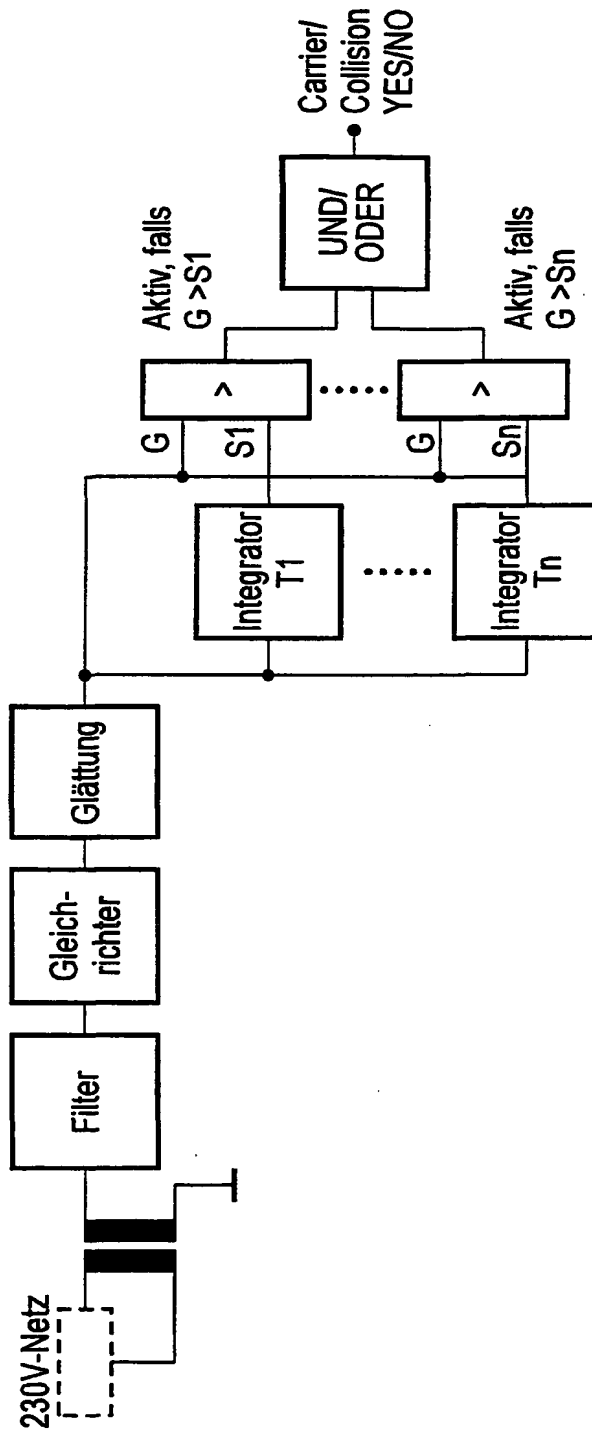 230V-Netz
Filter
Gleich-
richter
Glättung
Integrator
T1
Integrator
Tn
G
S1
G
Sn
>
>
Aktiv, falls
G >S1
Aktiv, falls
G >Sn
UND/
ODER
Carrier/
Collision
YES/NO